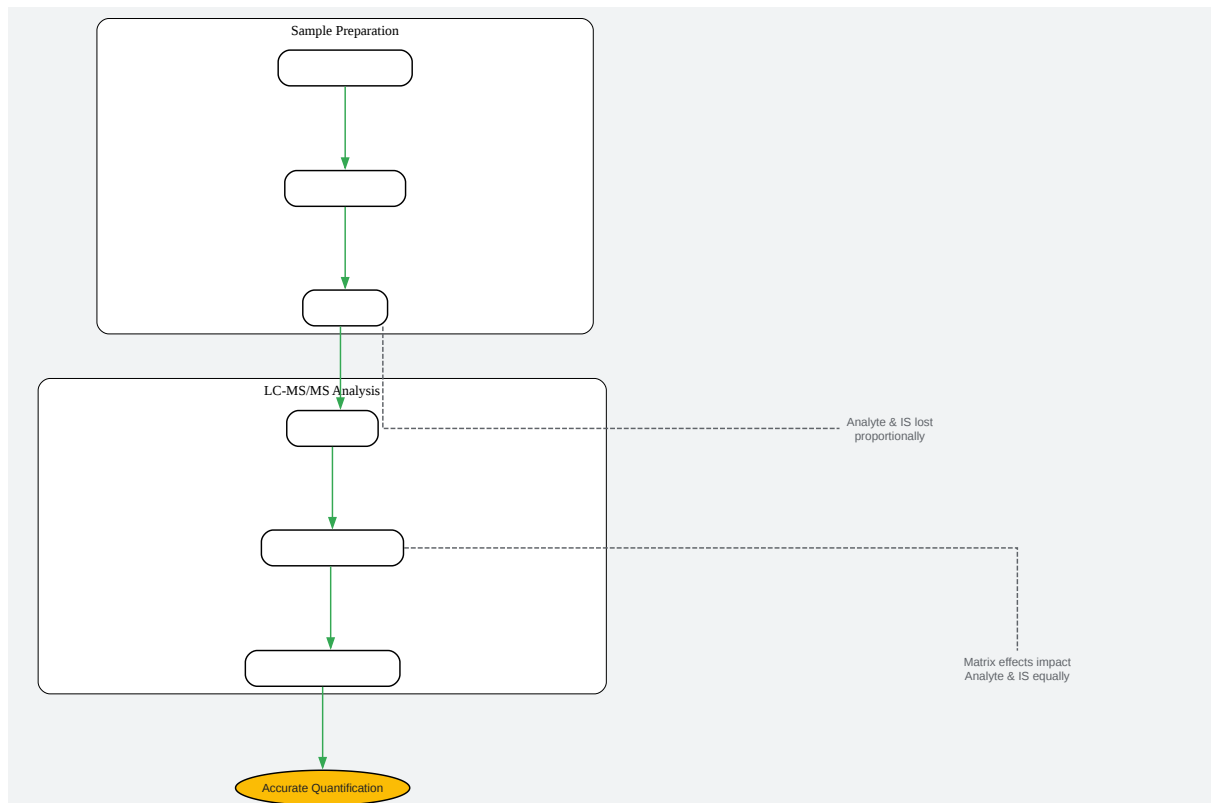 Sample Preparation
LC-MS/MS Analysis
Analyte & IS lost
proportionally
Matrix effects impact
Analyte & IS equally
Accurate Quantification